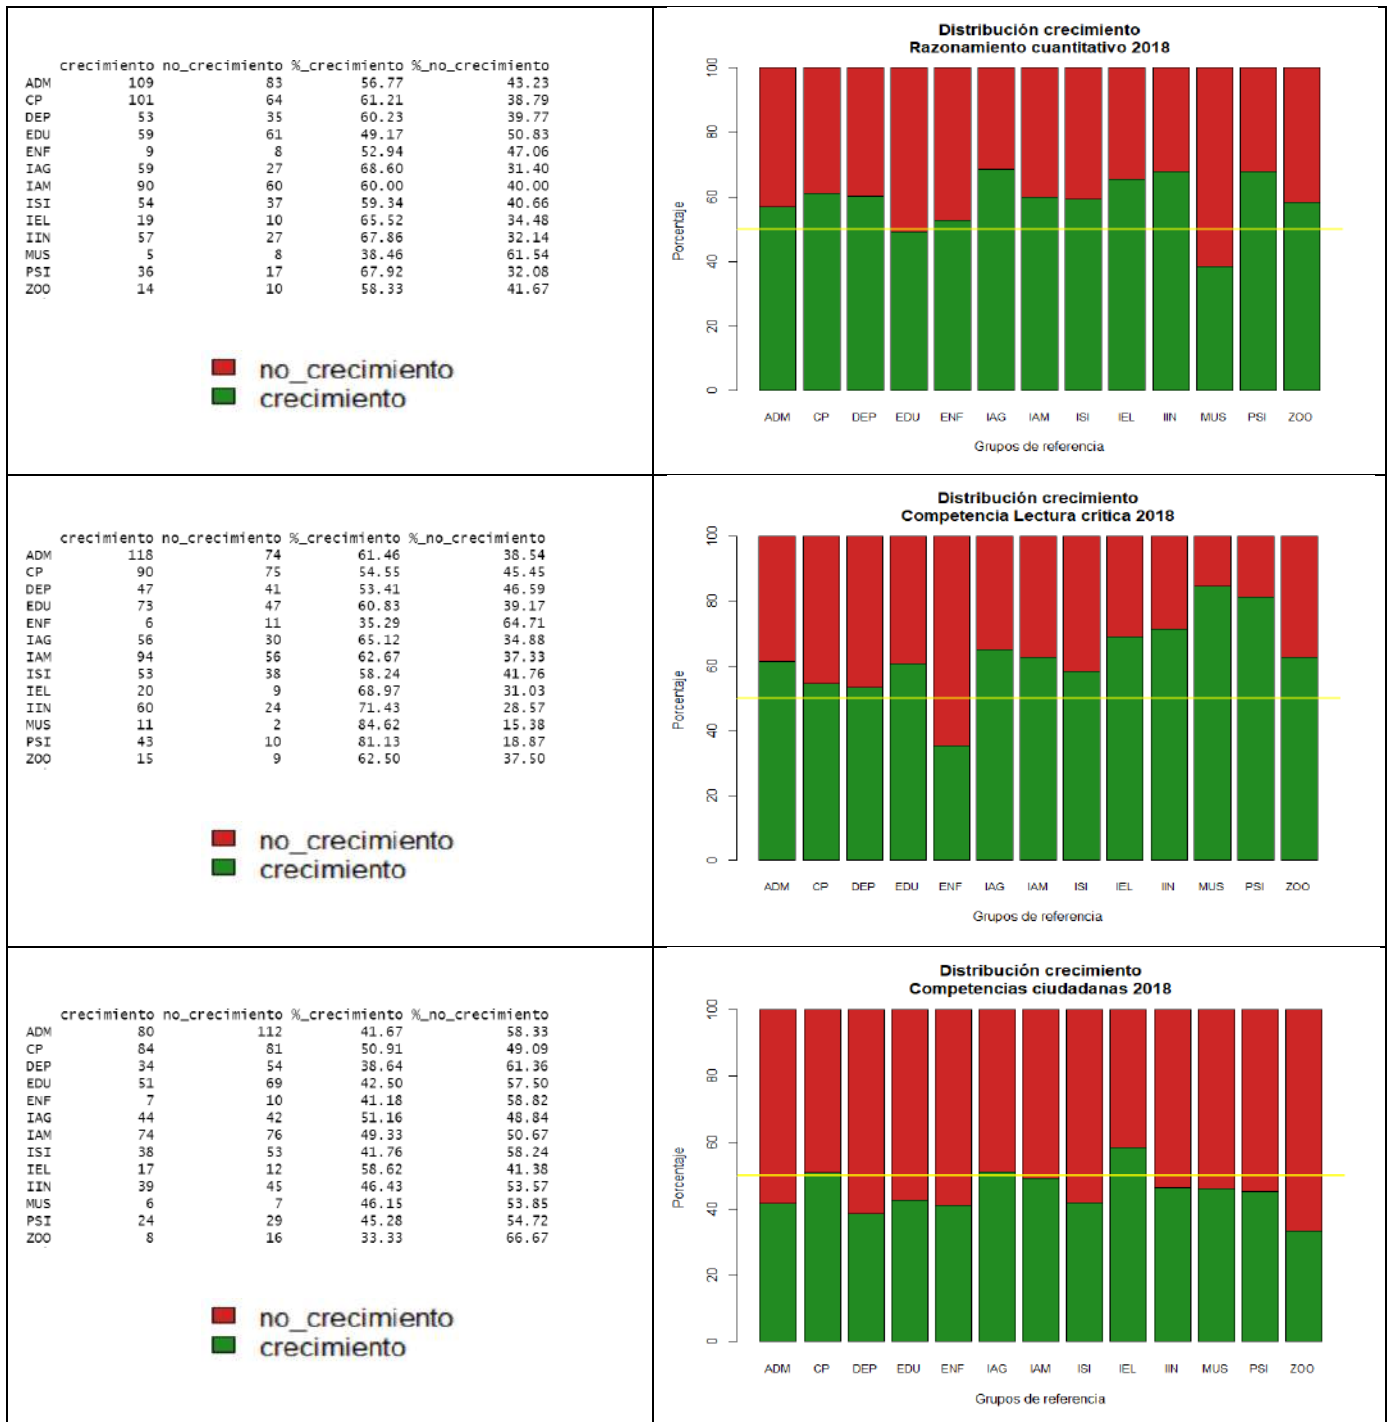 crecimiento no_crecimiento %_crecimiento %_no_crecimiento
ADM 109 83 56.77 43.23
CP 101 64 61.21 38.79
DEP 53 35 60.23 39.77
EDU 59 61 49.17 50.83
ENF 9 8 52.94 47.06
IAG 59 27 68.60 31.40
IAM 90 60 60.00 40.00
ISI 54 37 59.34 40.66
IEL 19 10 65.52 34.48
IIN 57 27 67.86 32.14
MUS 5 8 38.46 61.54
PSI 36 17 67.92 32.08
ZOO 14 10 58.33 41.67
no_crecimiento
crecimiento
Distribución crecimiento
Razonamiento cuantitativo 2018
Porcentaje
100
80
60
40
20
0
ADM CP DEP EDU ENF IAG IAM ISI IEL IIN MUS PSI ZOO
Grupos de referencia
crecimiento no_crecimiento %_crecimiento %_no_crecimiento
ADM 118 74 61.46 38.54
CP 90 75 54.55 45.45
DEP 47 41 53.41 46.59
EDU 73 47 60.83 39.17
ENF 6 11 35.29 64.71
IAG 56 30 65.12 34.88
IAM 94 56 62.67 37.33
ISI 53 38 58.24 41.76
IEL 20 9 68.97 31.03
IIN 60 24 71.43 28.57
MUS 11 2 84.62 15.38
PSI 43 10 81.13 18.87
ZOO 15 9 62.50 37.50
no_crecimiento
crecimiento
Distribución crecimiento
Competencia Lectura crítica 2018
Porcentaje
100
80
60
40
20
0
ADM CP DEP EDU ENF IAG IAM ISI IEL IIN MUS PSI ZOO
Grupos de referencia
crecimiento no_crecimiento %_crecimiento %_no_crecimiento
ADM 80 112 41.67 58.33
CP 84 81 50.91 49.09
DEP 34 54 38.64 61.36
EDU 51 69 42.50 57.50
ENF 7 10 41.18 58.82
IAG 44 42 51.16 48.84
IAM 74 76 49.33 50.67
ISI 38 53 41.76 58.24
IEL 17 12 58.62 41.38
IIN 39 45 46.43 53.57
MUS 6 7 46.15 53.85
PSI 24 29 45.28 54.72
ZOO 8 16 33.33 66.67
no_crecimiento
crecimiento
Distribución crecimiento
Competencias ciudadanas 2018
Porcentaje
100
80
60
40
20
0
ADM CP DEP EDU ENF IAG IAM ISI IEL IIN MUS PSI ZOO
Grupos de referencia